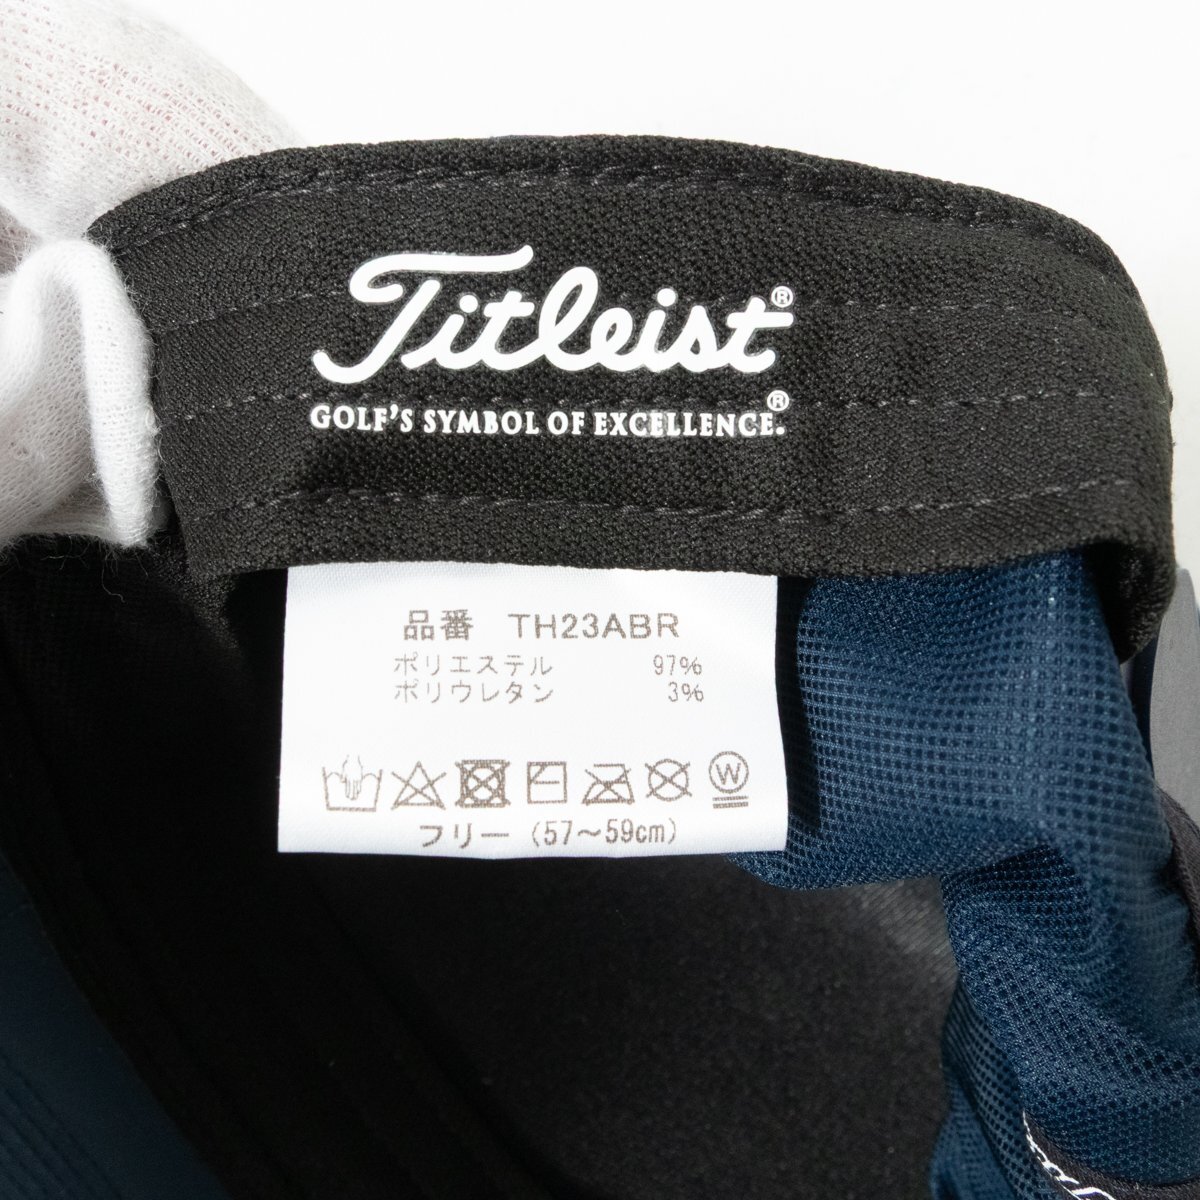 Titleist®
GOLF'S SYMBOL OF EXCELLENCE.®
品番 TH23ABR
ポリエステル 97%
ポリウレタン 3%
W
フリー (57〜59cm)